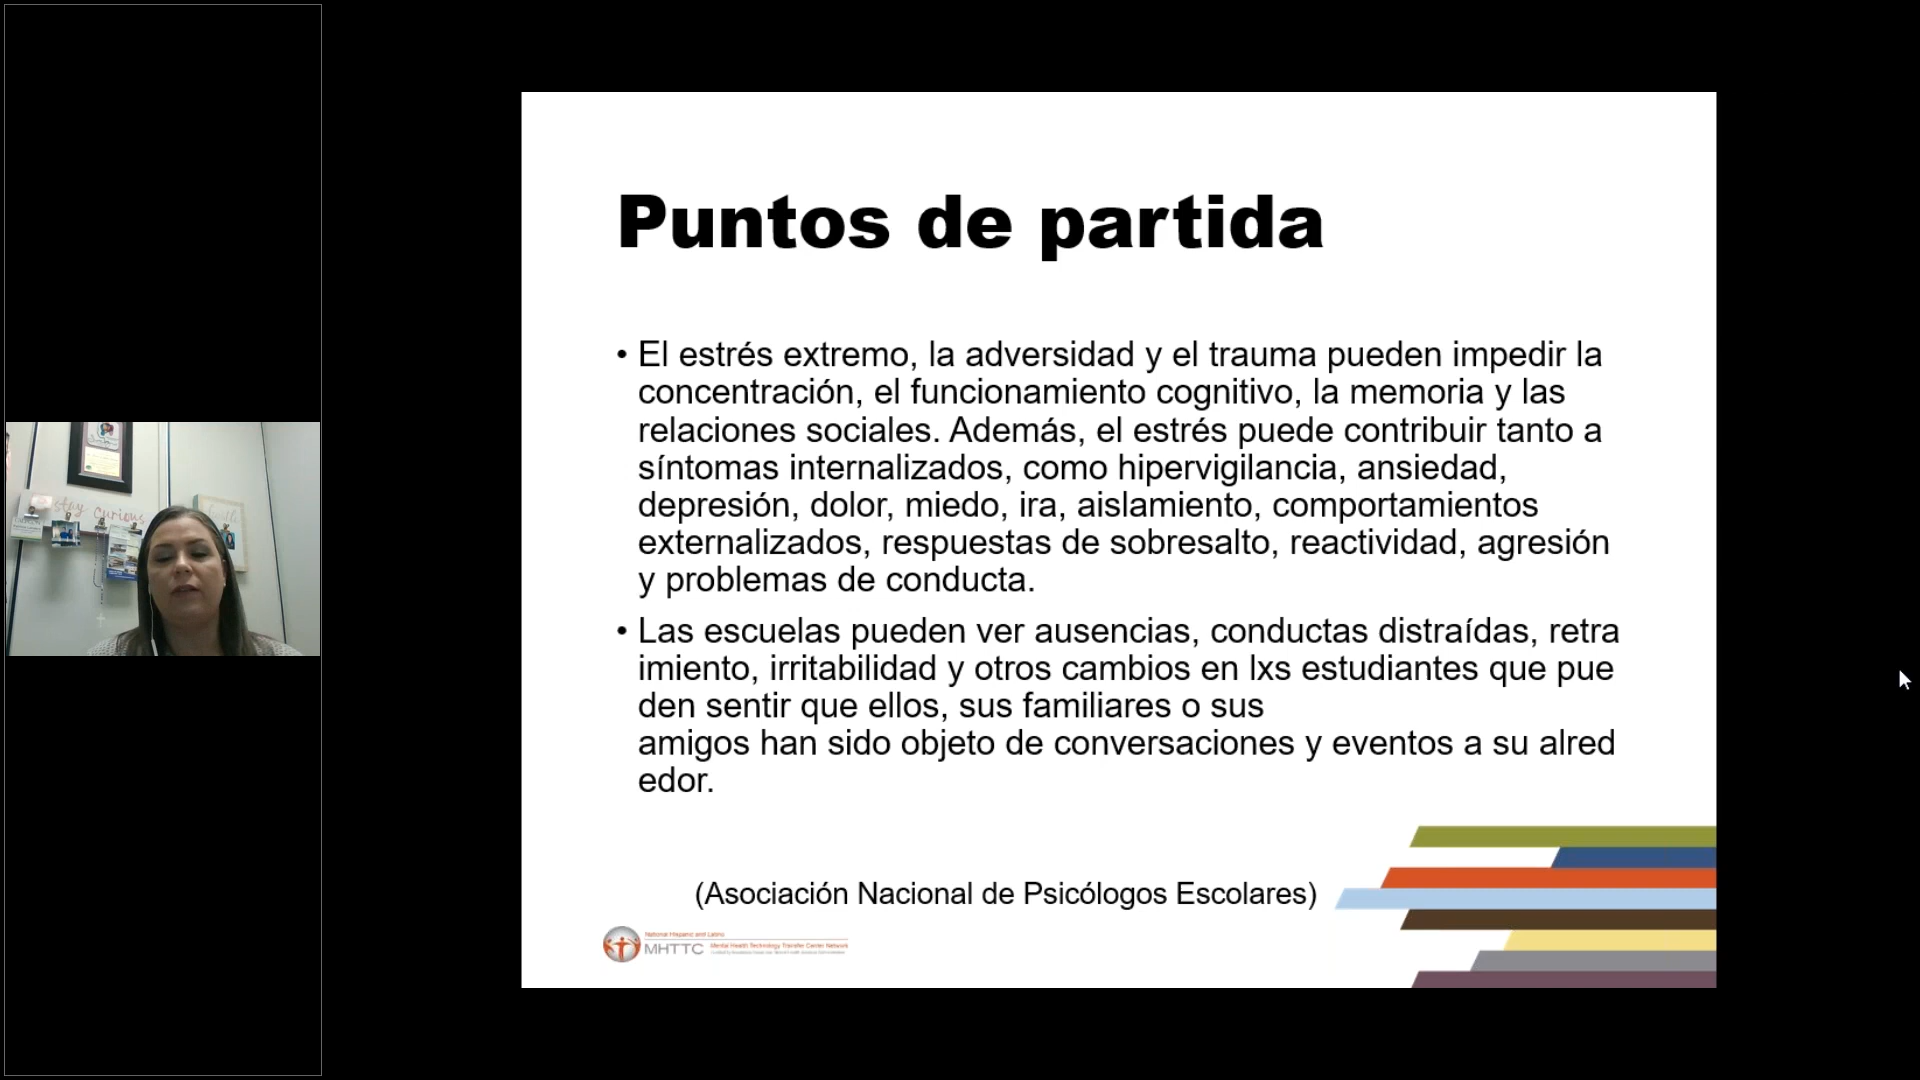 stay curious
Puntos de partida
• El estrés extremo, la adversidad y el trauma pueden impedir la
concentración, el funcionamiento cognitivo, la memoria y las
relaciones sociales. Además, el estrés puede contribuir tanto a
síntomas internalizados, como hipervigilancia, ansiedad,
depresión, dolor, miedo, ira, aislamiento, comportamientos
externalizados, respuestas de sobresalto, reactividad, agresión
y problemas de conducta.
• Las escuelas pueden ver ausencias, conductas distraídas, retra
imiento, irritabilidad y otros cambios en lxs estudiantes que pue
den sentir que ellos, sus familiares o sus
amigos han sido objeto de conversaciones y eventos a su alred
edor.
(Asociación Nacional de Psicólogos Escolares)
National Hispanic and Latino
MHTTC Mental Health Technology Transfer Center Network